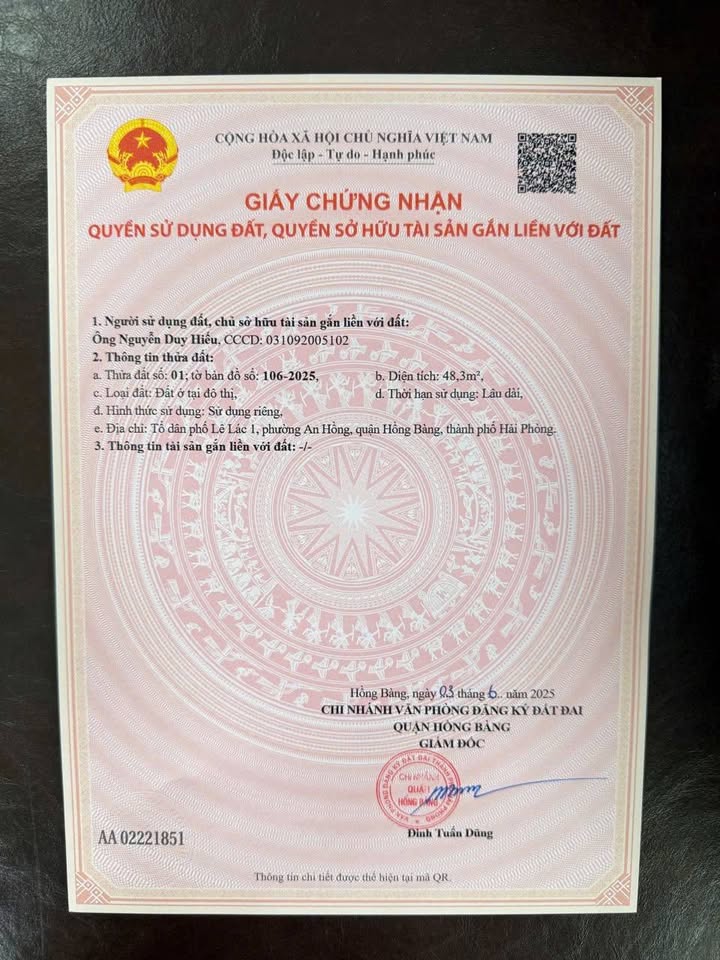 CỘNG HÒA XÃ HỘI CHỦ NGHĨA VIỆT NAM
Độc lập - Tự do - Hạnh phúc
GIẤY CHỨNG NHẬN
QUYỀN SỬ DỤNG ĐẤT, QUYỀN SỞ HỮU TÀI SẢN GẮN LIỀN VỚI ĐẤT
1. Người sử dụng đất, chủ sở hữu tài sản gắn liền với đất:
Ông Nguyễn Duy Hiếu, CCCD: 031092005102
2. Thông tin thửa đất:
a. Thửa đất số: 01; tờ bản đồ số: 106-2025, b. Diện tích: 48,3m²,
c. Loại đất: Đất ở tại đô thị, d. Thời hạn sử dụng: Lâu dài,
đ. Hình thức sử dụng: Sử dụng riêng,
e. Địa chỉ: Tổ dân phố Lê Lác 1, phường An Hồng, quận Hồng Bàng, thành phố Hải Phòng.
3. Thông tin tài sản gắn liền với đất: -/-
Hồng Bàng, ngày 03 tháng 6.. năm 2025
CHI NHÁNH VĂN PHÒNG ĐĂNG KÝ ĐẤT ĐAI
QUẬN HỒNG BÀNG
GIÁM ĐỐC
CHI NHÁNH
QUẬN
HỒNG BÀNG
Đinh Tuấn Dũng
AA 02221851
Thông tin chi tiết được thể hiện tại mã QR.